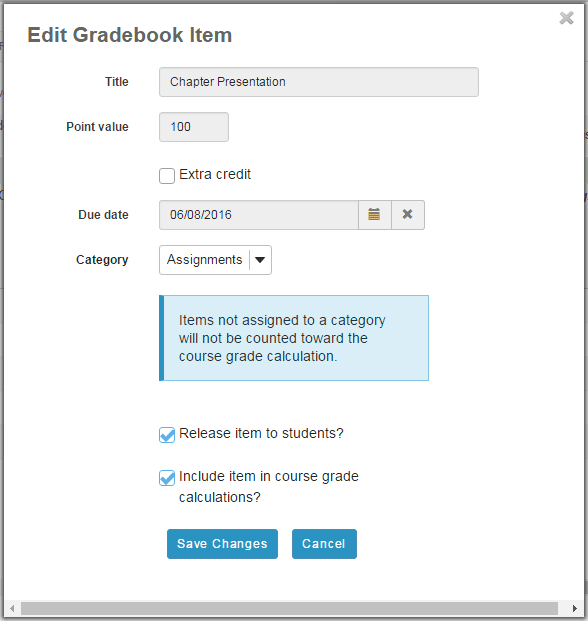 Edit Gradebook Item
Title
Chapter Presentation
Point value
100
Extra credit
Due date
06/08/2016
Category
Assignments
Items not assigned to a category
will not be counted toward the
course grade calculation.
Release item to students?
Include item in course grade
calculations?
Save Changes
Cancel